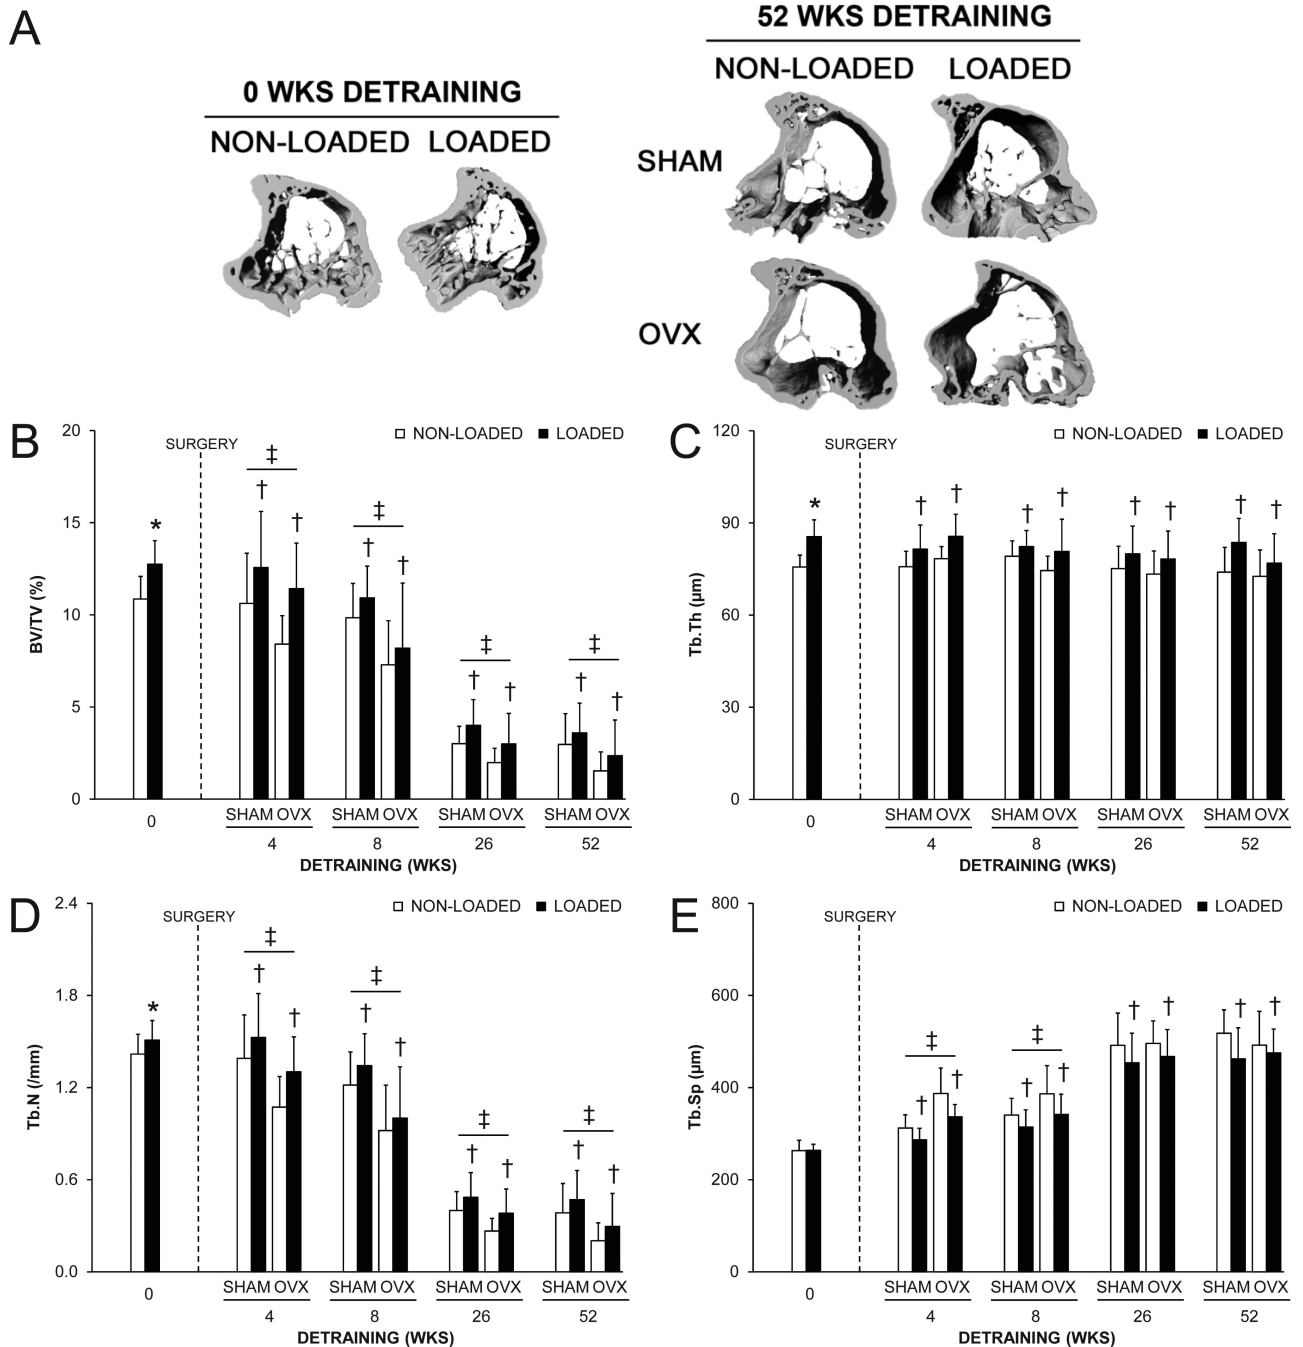 A
52 WKS DETRAINING
NON-LOADED LOADED
0 WKS DETRAINING
NON-LOADED LOADED
SHAM
OVX
B
20
15
10
5
0
BV/TV (%)
SURGERY
NON-LOADED LOADED
*
‡
† †
‡
† †
‡
† †
‡
† †
0
SHAM OVX SHAM OVX SHAM OVX SHAM OVX
4 8 26 52
DETRAINING (WKS)
C
120
90
60
30
0
Tb.Th (µm)
SURGERY
NON-LOADED LOADED
*
† † † † † † † †
0
SHAM OVX SHAM OVX SHAM OVX SHAM OVX
4 8 26 52
DETRAINING (WKS)
D
2.4
1.8
1.2
0.6
0.0
Tb.N (/mm)
SURGERY
NON-LOADED LOADED
*
‡
† †
‡
† †
‡
† †
‡
† †
0
SHAM OVX SHAM OVX SHAM OVX SHAM OVX
4 8 26 52
DETRAINING (WKS)
E
800
600
400
200
0
Tb.Sp (µm)
SURGERY
NON-LOADED LOADED
‡
† †
‡
† †
† †
† †
0
SHAM OVX SHAM OVX SHAM OVX SHAM OVX
4 8 26 52
DETRAINING (WKS)